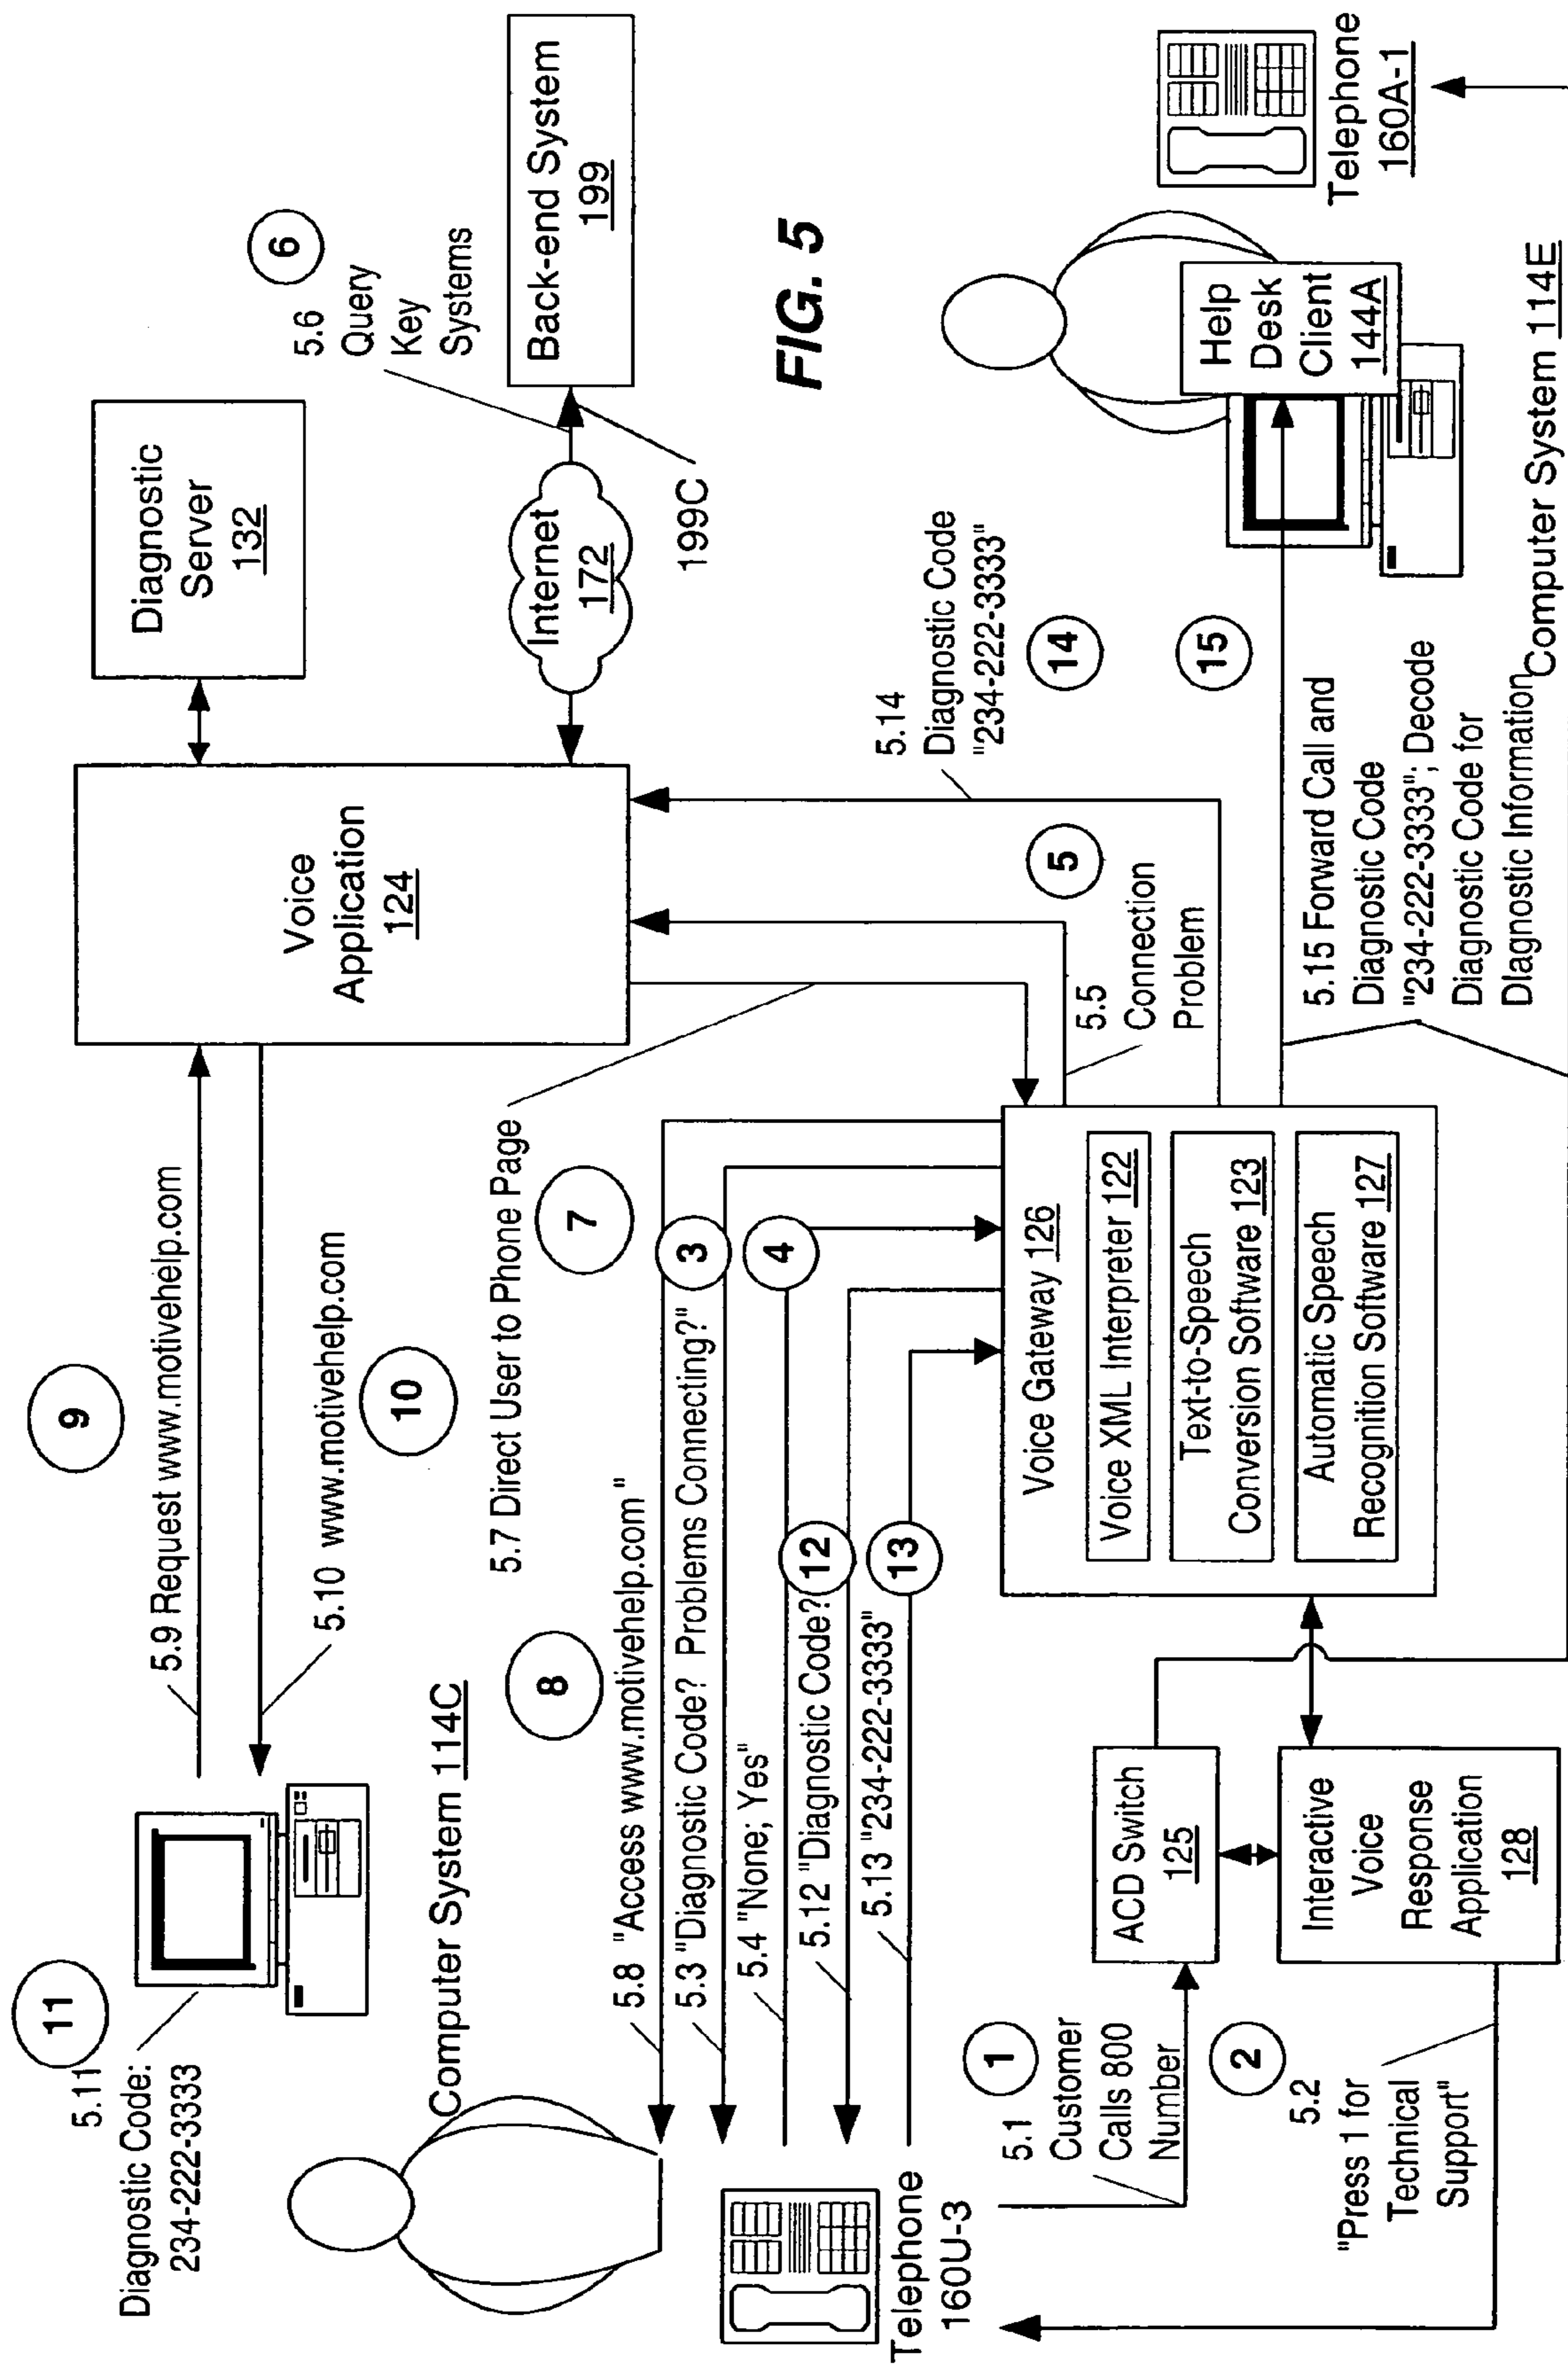 11
5.11
Diagnostic Code:
234-222-3333
9
5.9 Request www.motivehelp.com
5.10 www.motivehelp.com
10
Computer System 114C
Voice
Application
124
Diagnostic
Server
132
6
5.6
Query
Key
Systems
Internet
172
199C
Back-end System
199
FIG. 5
8
5.7 Direct User to Phone Page
7
5.8 "Access ww.motivehelp.com "
5.3 "Diagnostic Code? Problems Connecting?"
3
5.4 "None; Yes"
4
5.12 "Diagnostic Code?
12
5.13 "234-222-3333"
13
Telephone
160U-3
1
5.1
Customer
Calls 800
Number
2
5.2
"Press 1 for
Technical
Support"
ACD Switch
125
Interactive
Voice
Response
Application
128
Voice Gateway 126
Voice XML Interpreter 122
Text-to-Speech
Conversion Software 123
Automatic Speech
Recognition Software 127
5
5.5
Connection
Problem
5.14
Diagnostic Code
"234-222-3333"
14
15
5.15 Forward Call and
Diagnostic Code
"234-222-3333"; Decode
Diagnostic Code for
DIagnostic Information
Help
Desk
Client
144A
Computer System 114E
Telephone
160A-1